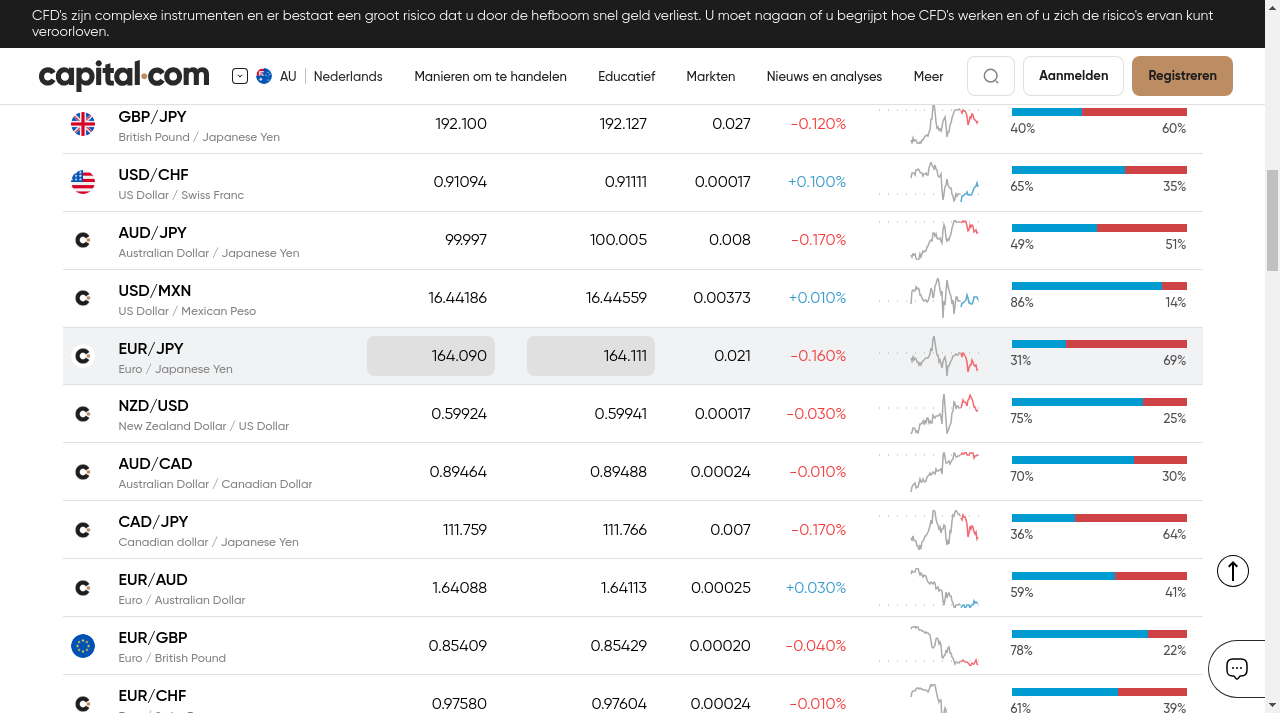 CFD's zijn complexe instrumenten en er bestaat een groot risico dat u door de hefboom snel geld verliest. U moet nagaan of u begrijpt hoe CFD's werken en of u zich de risico's ervan kunt
veroorloven.
capital.com AU Nederlands Manieren om te handelen Educatief Markten Nieuws en analyses Meer Aanmelden Registreren
GBP/JPY 192.100 192.127 0.027 -0.120%
British Pound / Japanese Yen 40% 60%
USD/CHF 0.91094 0.91111 0.00017 +0.100%
US Dollar / Swiss Franc 65% 35%
AUD/JPY 99.997 100.005 0.008 -0.170%
Australian Dollar / Japanese Yen 49% 51%
USD/MXN 16.44186 16.44559 0.00373 +0.010%
US Dollar / Mexican Peso 86% 14%
EUR/JPY 164.090 164.111 0.021 -0.160%
Euro / Japanese Yen 31% 69%
NZD/USD 0.59924 0.59941 0.00017 -0.030%
New Zealand Dollar / US Dollar 75% 25%
AUD/CAD 0.89464 0.89488 0.00024 -0.010%
Australian Dollar / Canadian Dollar 70% 30%
CAD/JPY 111.759 111.766 0.007 -0.170%
Canadian dollar / Japanese Yen 36% 64%
EUR/AUD 1.64088 1.64113 0.00025 +0.030%
Euro / Australian Dollar 59% 41%
EUR/GBP 0.85409 0.85429 0.00020 -0.040%
Euro / British Pound 78% 22%
EUR/CHF 0.97580 0.97604 0.00024 -0.010%
61% 39%